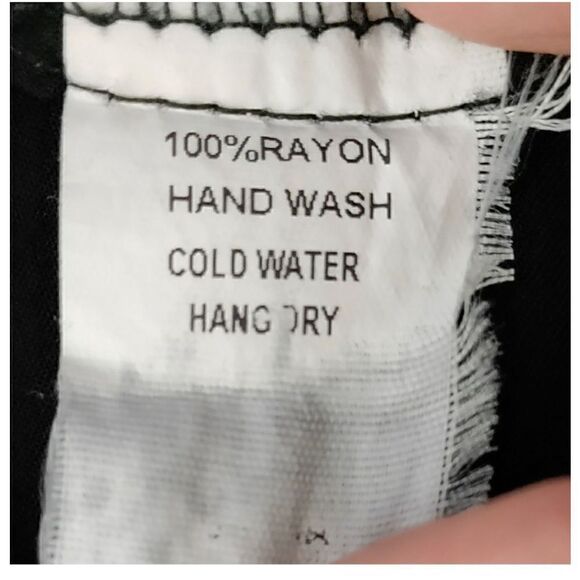 100%RAYON
HAND WASH
COLD WATER
HANG DRY